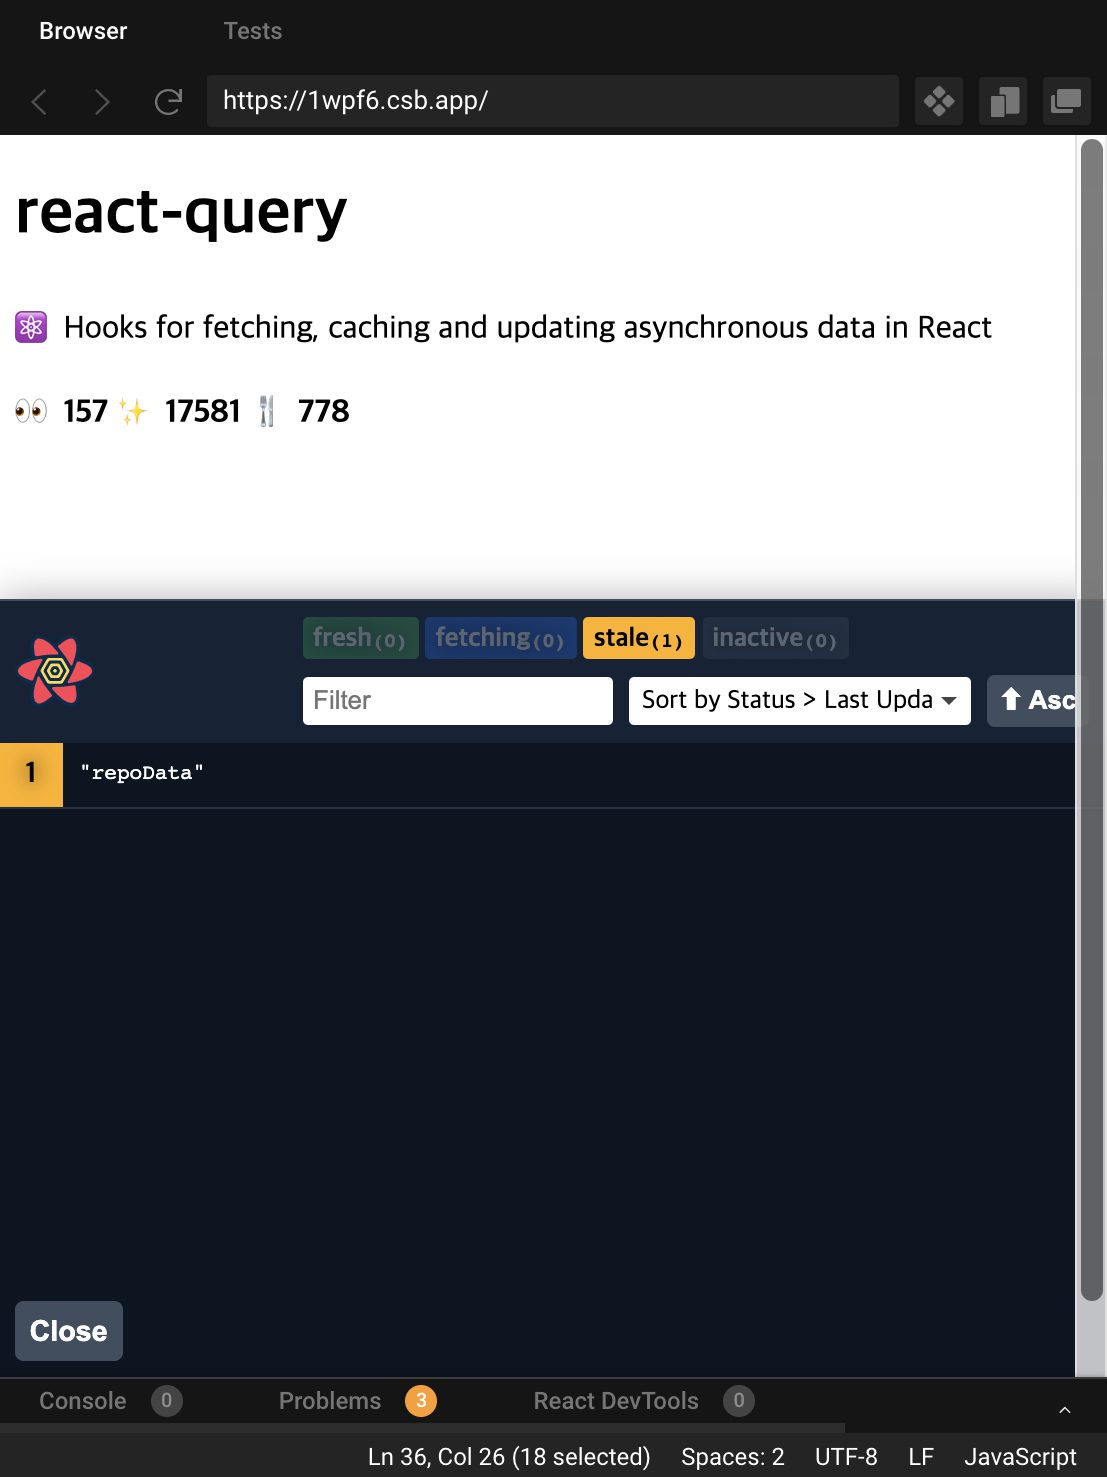 Browser Tests
https://1wpf6.csb.app/
react-query
⚛️ Hooks for fetching, caching and updating asynchronous data in React
👀 157 ✨ 17581 🍴 778
fresh (0) fetching (0) stale (1) inactive (0)
Filter Sort by Status > Last Upda ⬆ Asc
1 "repoData"
Close
Console 0 Problems 3 React DevTools 0
Ln 36, Col 26 (18 selected) Spaces: 2 UTF-8 LF JavaScript